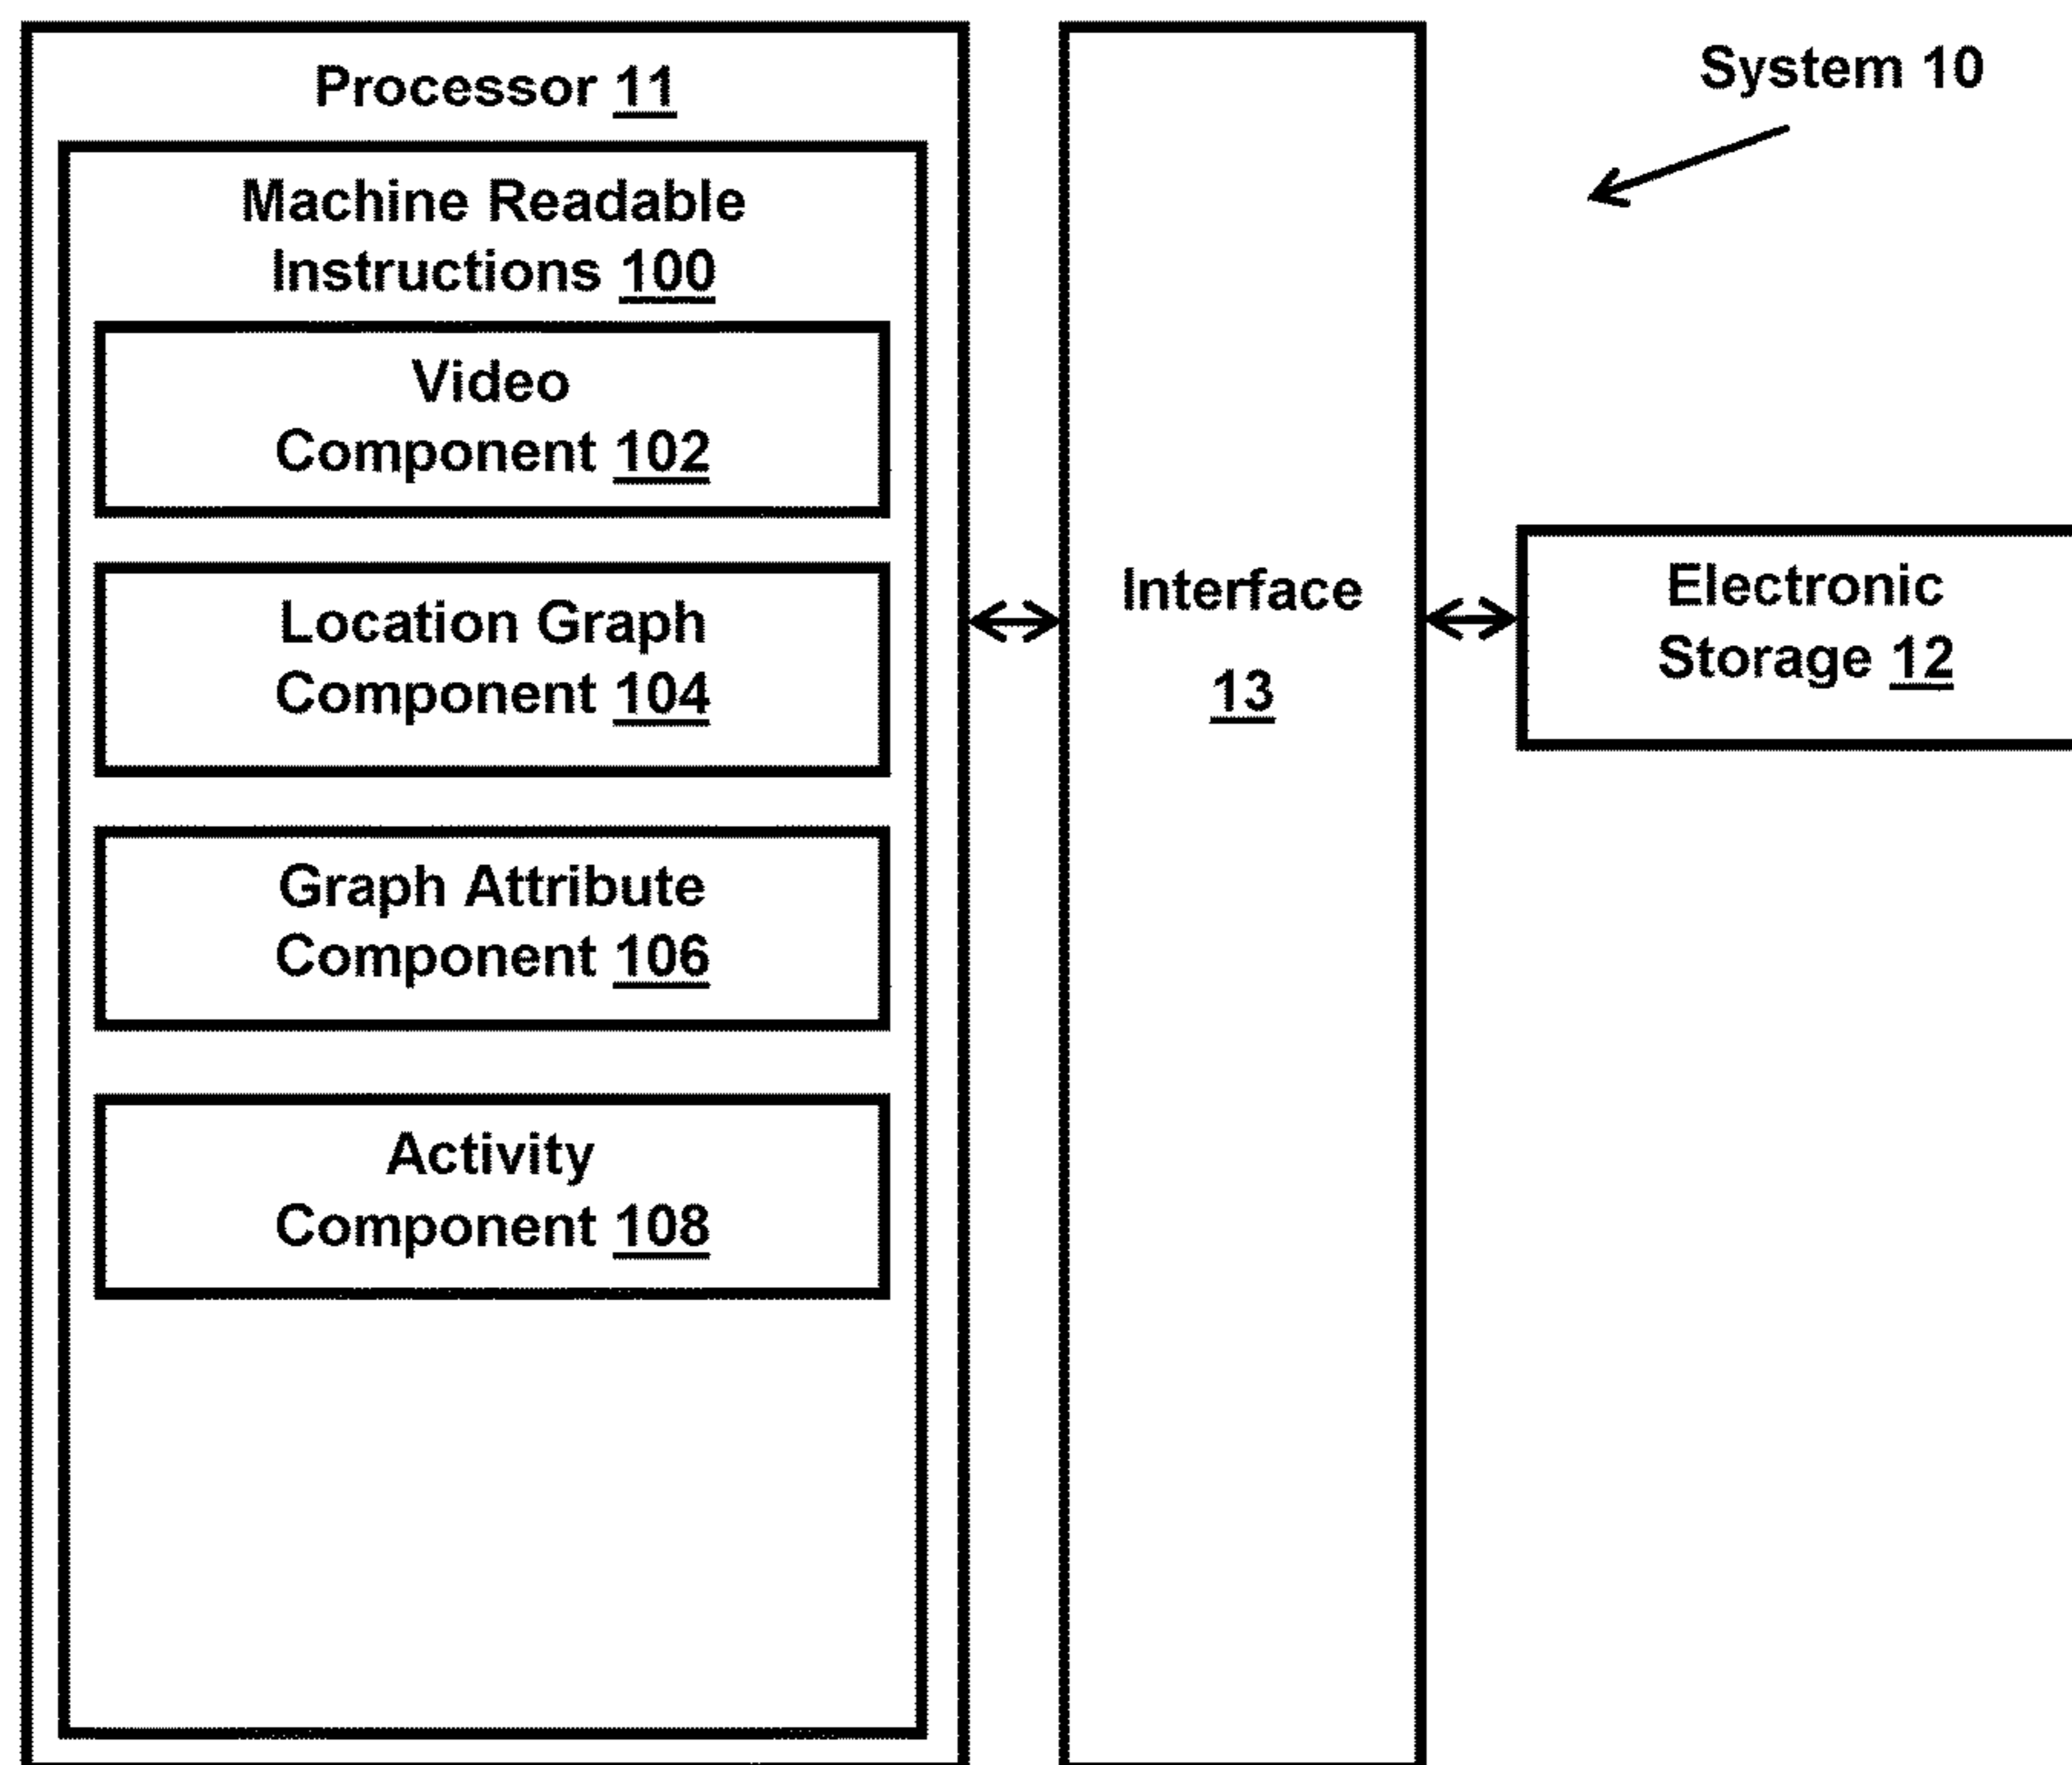 Processor 11
Machine Readable
Instructions 100
Video
Component 102
Location Graph
Component 104
Graph Attribute
Component 106
Activity
Component 108
Interface
13
System 10
Electronic
Storage 12